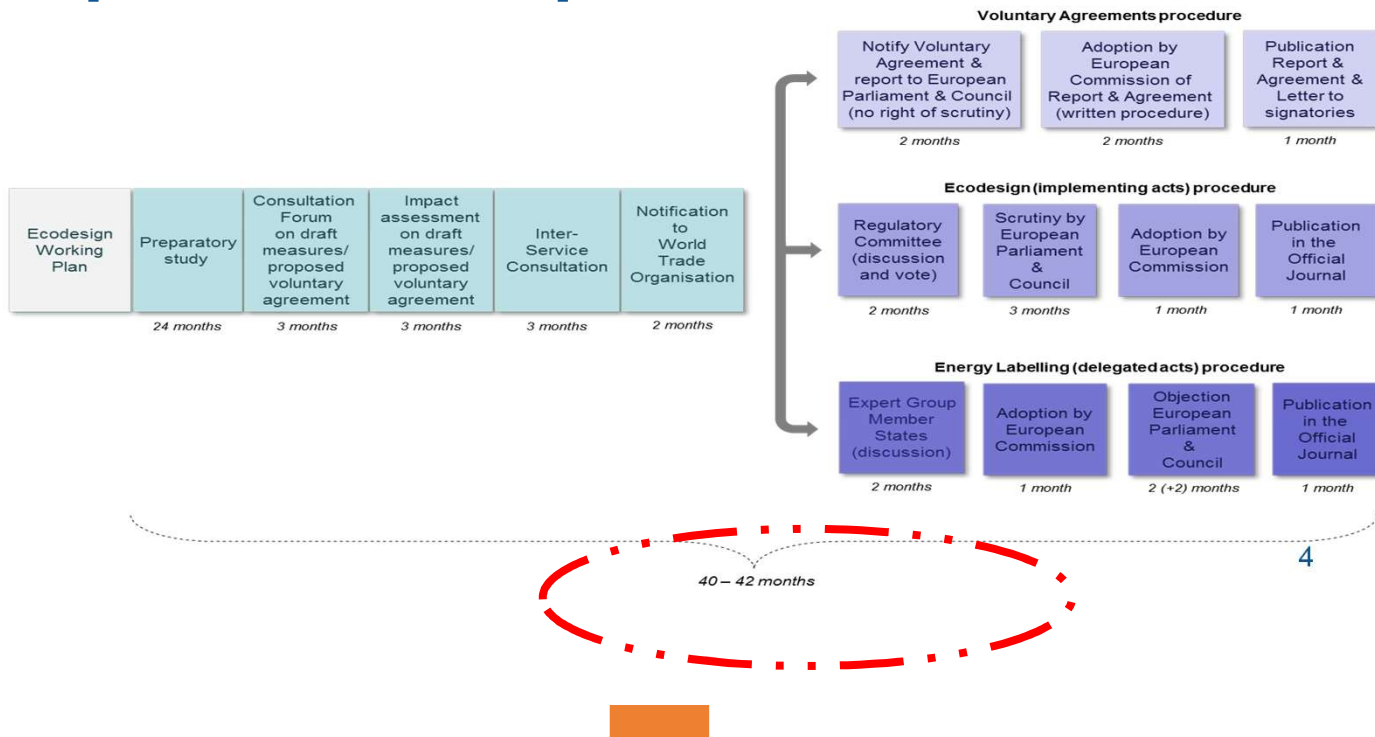 Voluntary Agreements procedure
Notify Voluntary
Agreement &
report to European
Parliament & Council
(no right of scrutiny)
2 months
Adoption by
European
Commission of
Report & Agreement
(written procedure)
2 months
Publication
Report &
Agreement &
Letter to
signatories
1 month
Ecodesign
Working
Plan
Preparatory
study
24 months
Consultation
Forum
on draft
measures/
proposed
voluntary
agreement
3 months
Impact
assessment
on draft
measures/
proposed
voluntary
agreement
3 months
Inter-
Service
Consultation
3 months
Notification
to
World
Trade
Organisation
2 months
Ecodesign (implementing acts) procedure
Regulatory
Committee
(discussion
and vote)
2 months
Scrutiny by
European
Parliament
&
Council
3 months
Adoption by
European
Commission
1 month
Publication
in the
Official
Journal
1 month
Energy Labelling (delegated acts) procedure
Expert Group
Member
States
(discussion)
2 months
Adoption by
European
Commission
1 month
Objection
European
Parliament
&
Council
2 (+2) months
Publication
in the
Official
Journal
1 month
40 – 42 months
4